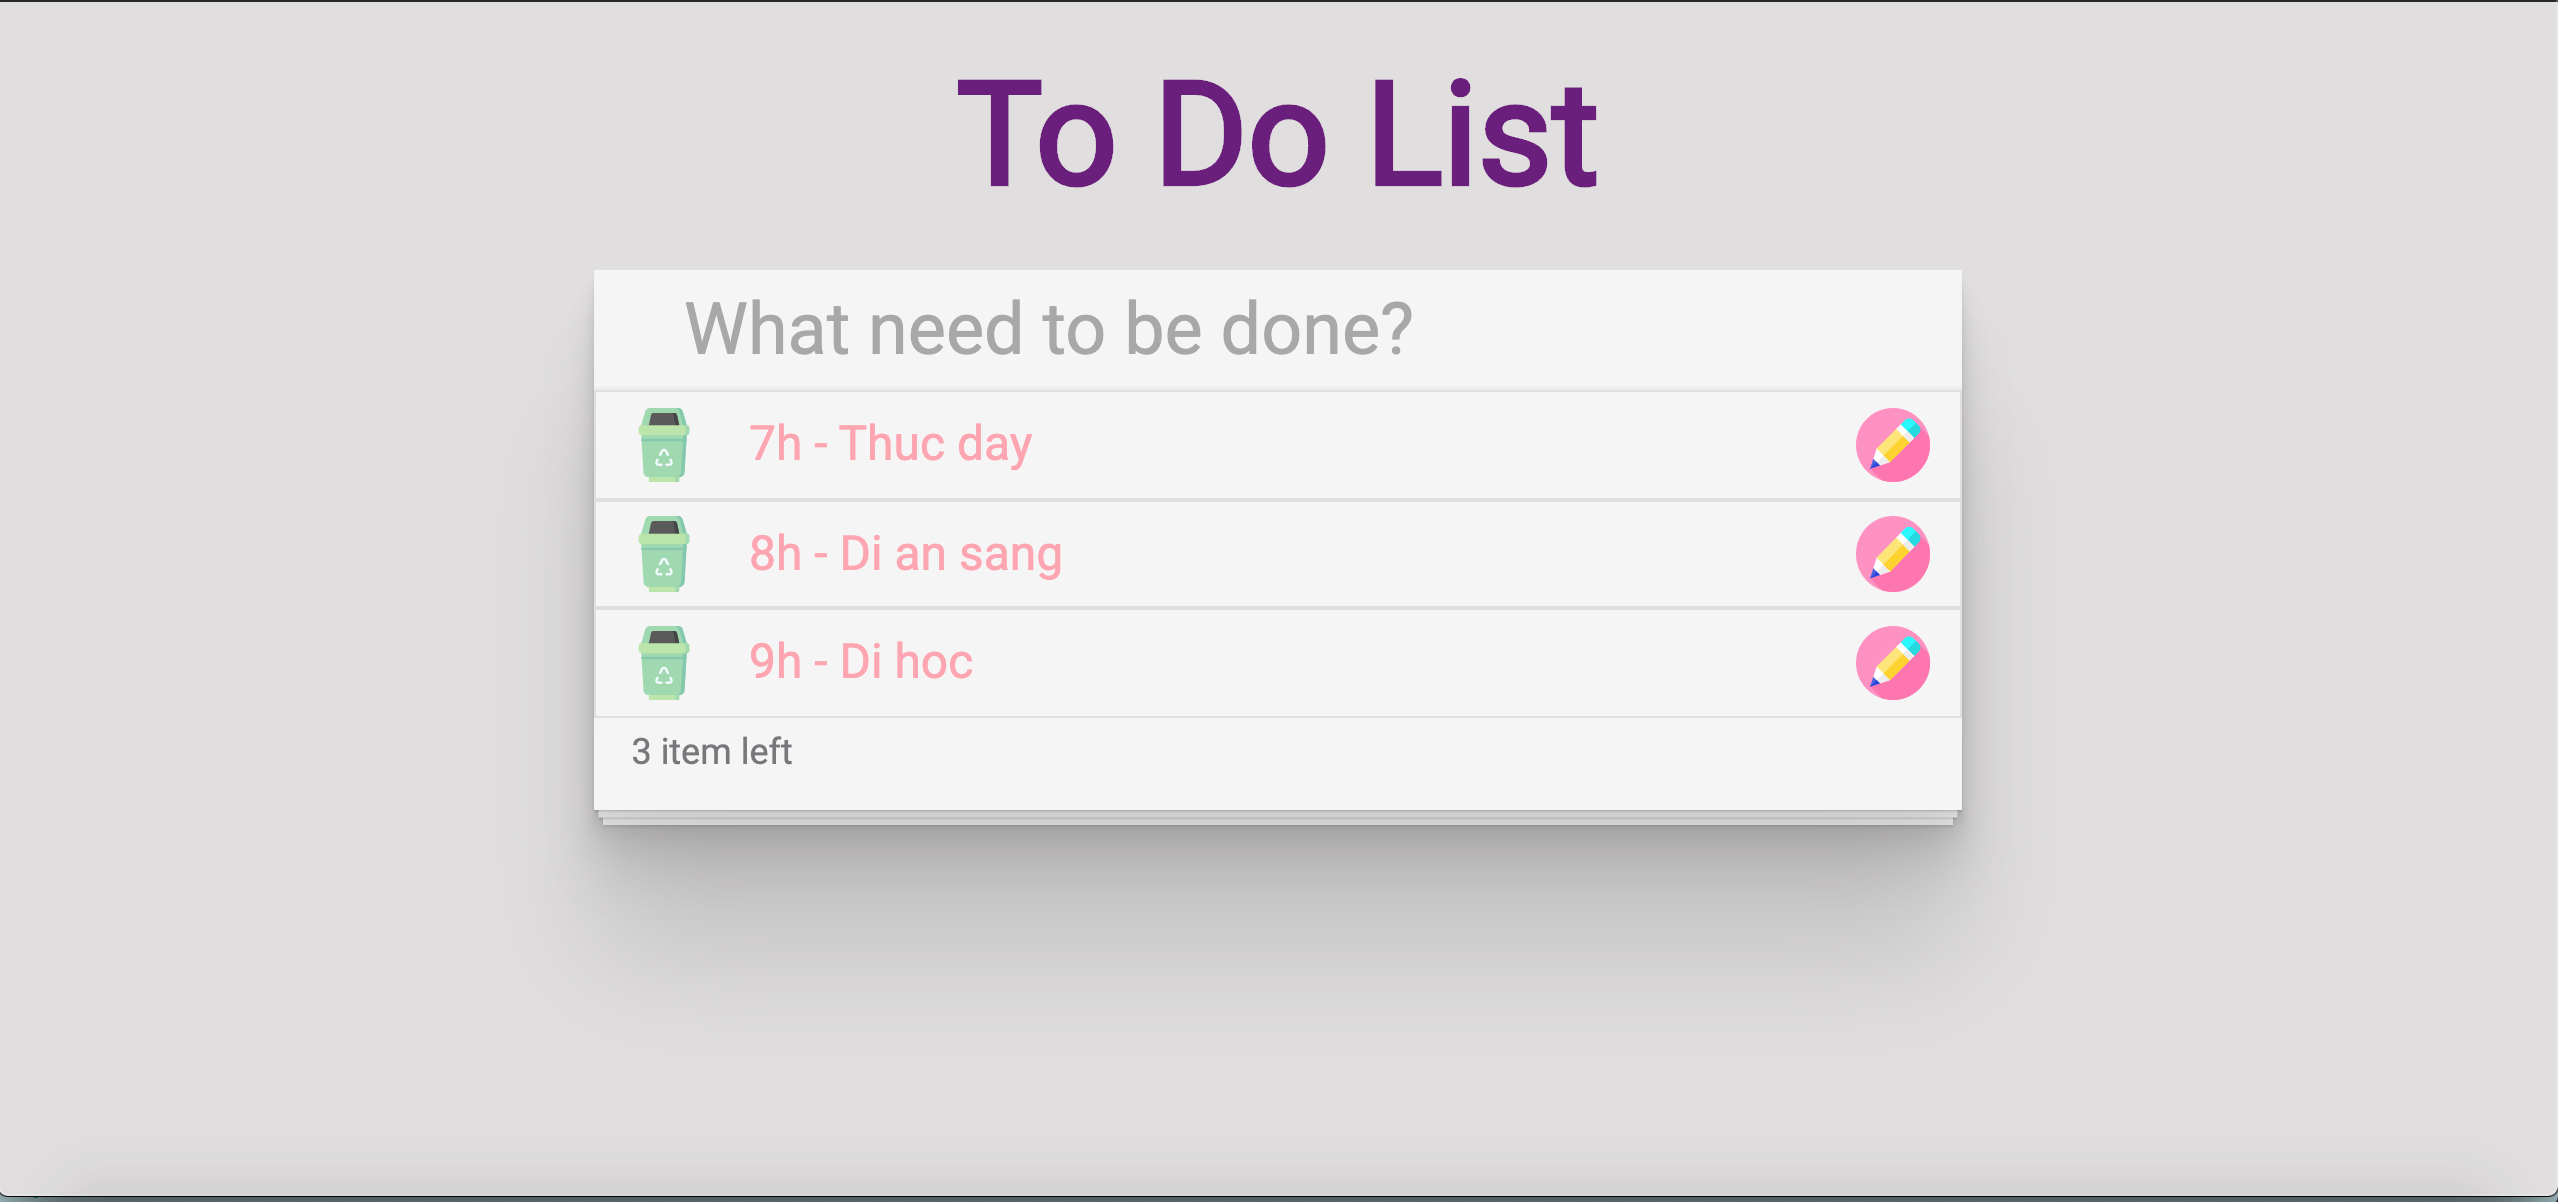 To Do List
What need to be done?
7h - Thuc day
8h - Di an sang
9h - Di hoc
3 item left